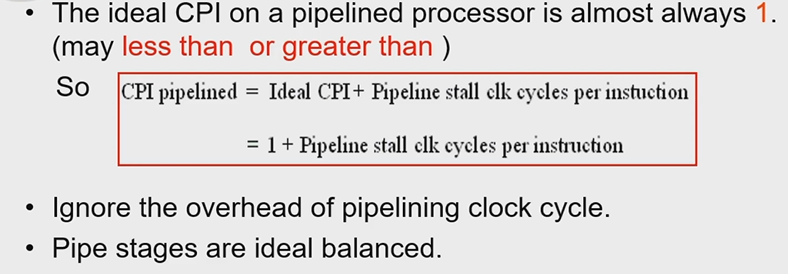 • The ideal CPI on a pipelined processor is almost always 1.
(may less than or greater than )
So
CPI pipelined = Ideal CPI+ Pipeline stall clk cycles per instuction
= 1 + Pipeline stall clk cycles per instruction
• Ignore the overhead of pipelining clock cycle.
• Pipe stages are ideal balanced.